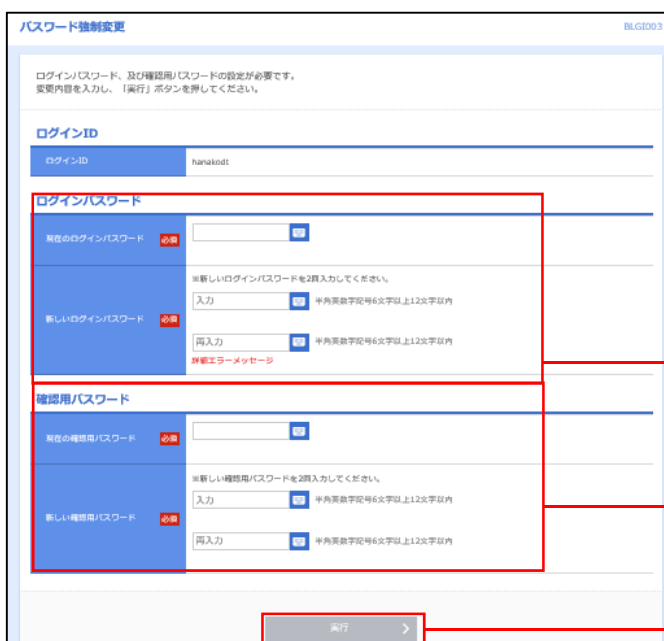 パスワード強制変更
BLGI003
ログインパスワード、及び確認用パスワードの設定が必要です。
変更内容を入力し、「実行」ボタンを押してください。
ログインID
ログインID
hanakodt
ログインパスワード
現在のログインパスワード 必須
※新しいログインパスワードを2回入力してください。
新しいログインパスワード 必須
入力 半角英数字記号6文字以上12文字以内
再入力 半角英数字記号6文字以上12文字以内
詳細エラーメッセージ
確認用パスワード
現在の確認用パスワード 必須
※新しい確認用パスワードを2回入力してください。
新しい確認用パスワード 必須
入力 半角英数字記号6文字以上12文字以内
再入力 半角英数字記号6文字以上12文字以内
実行